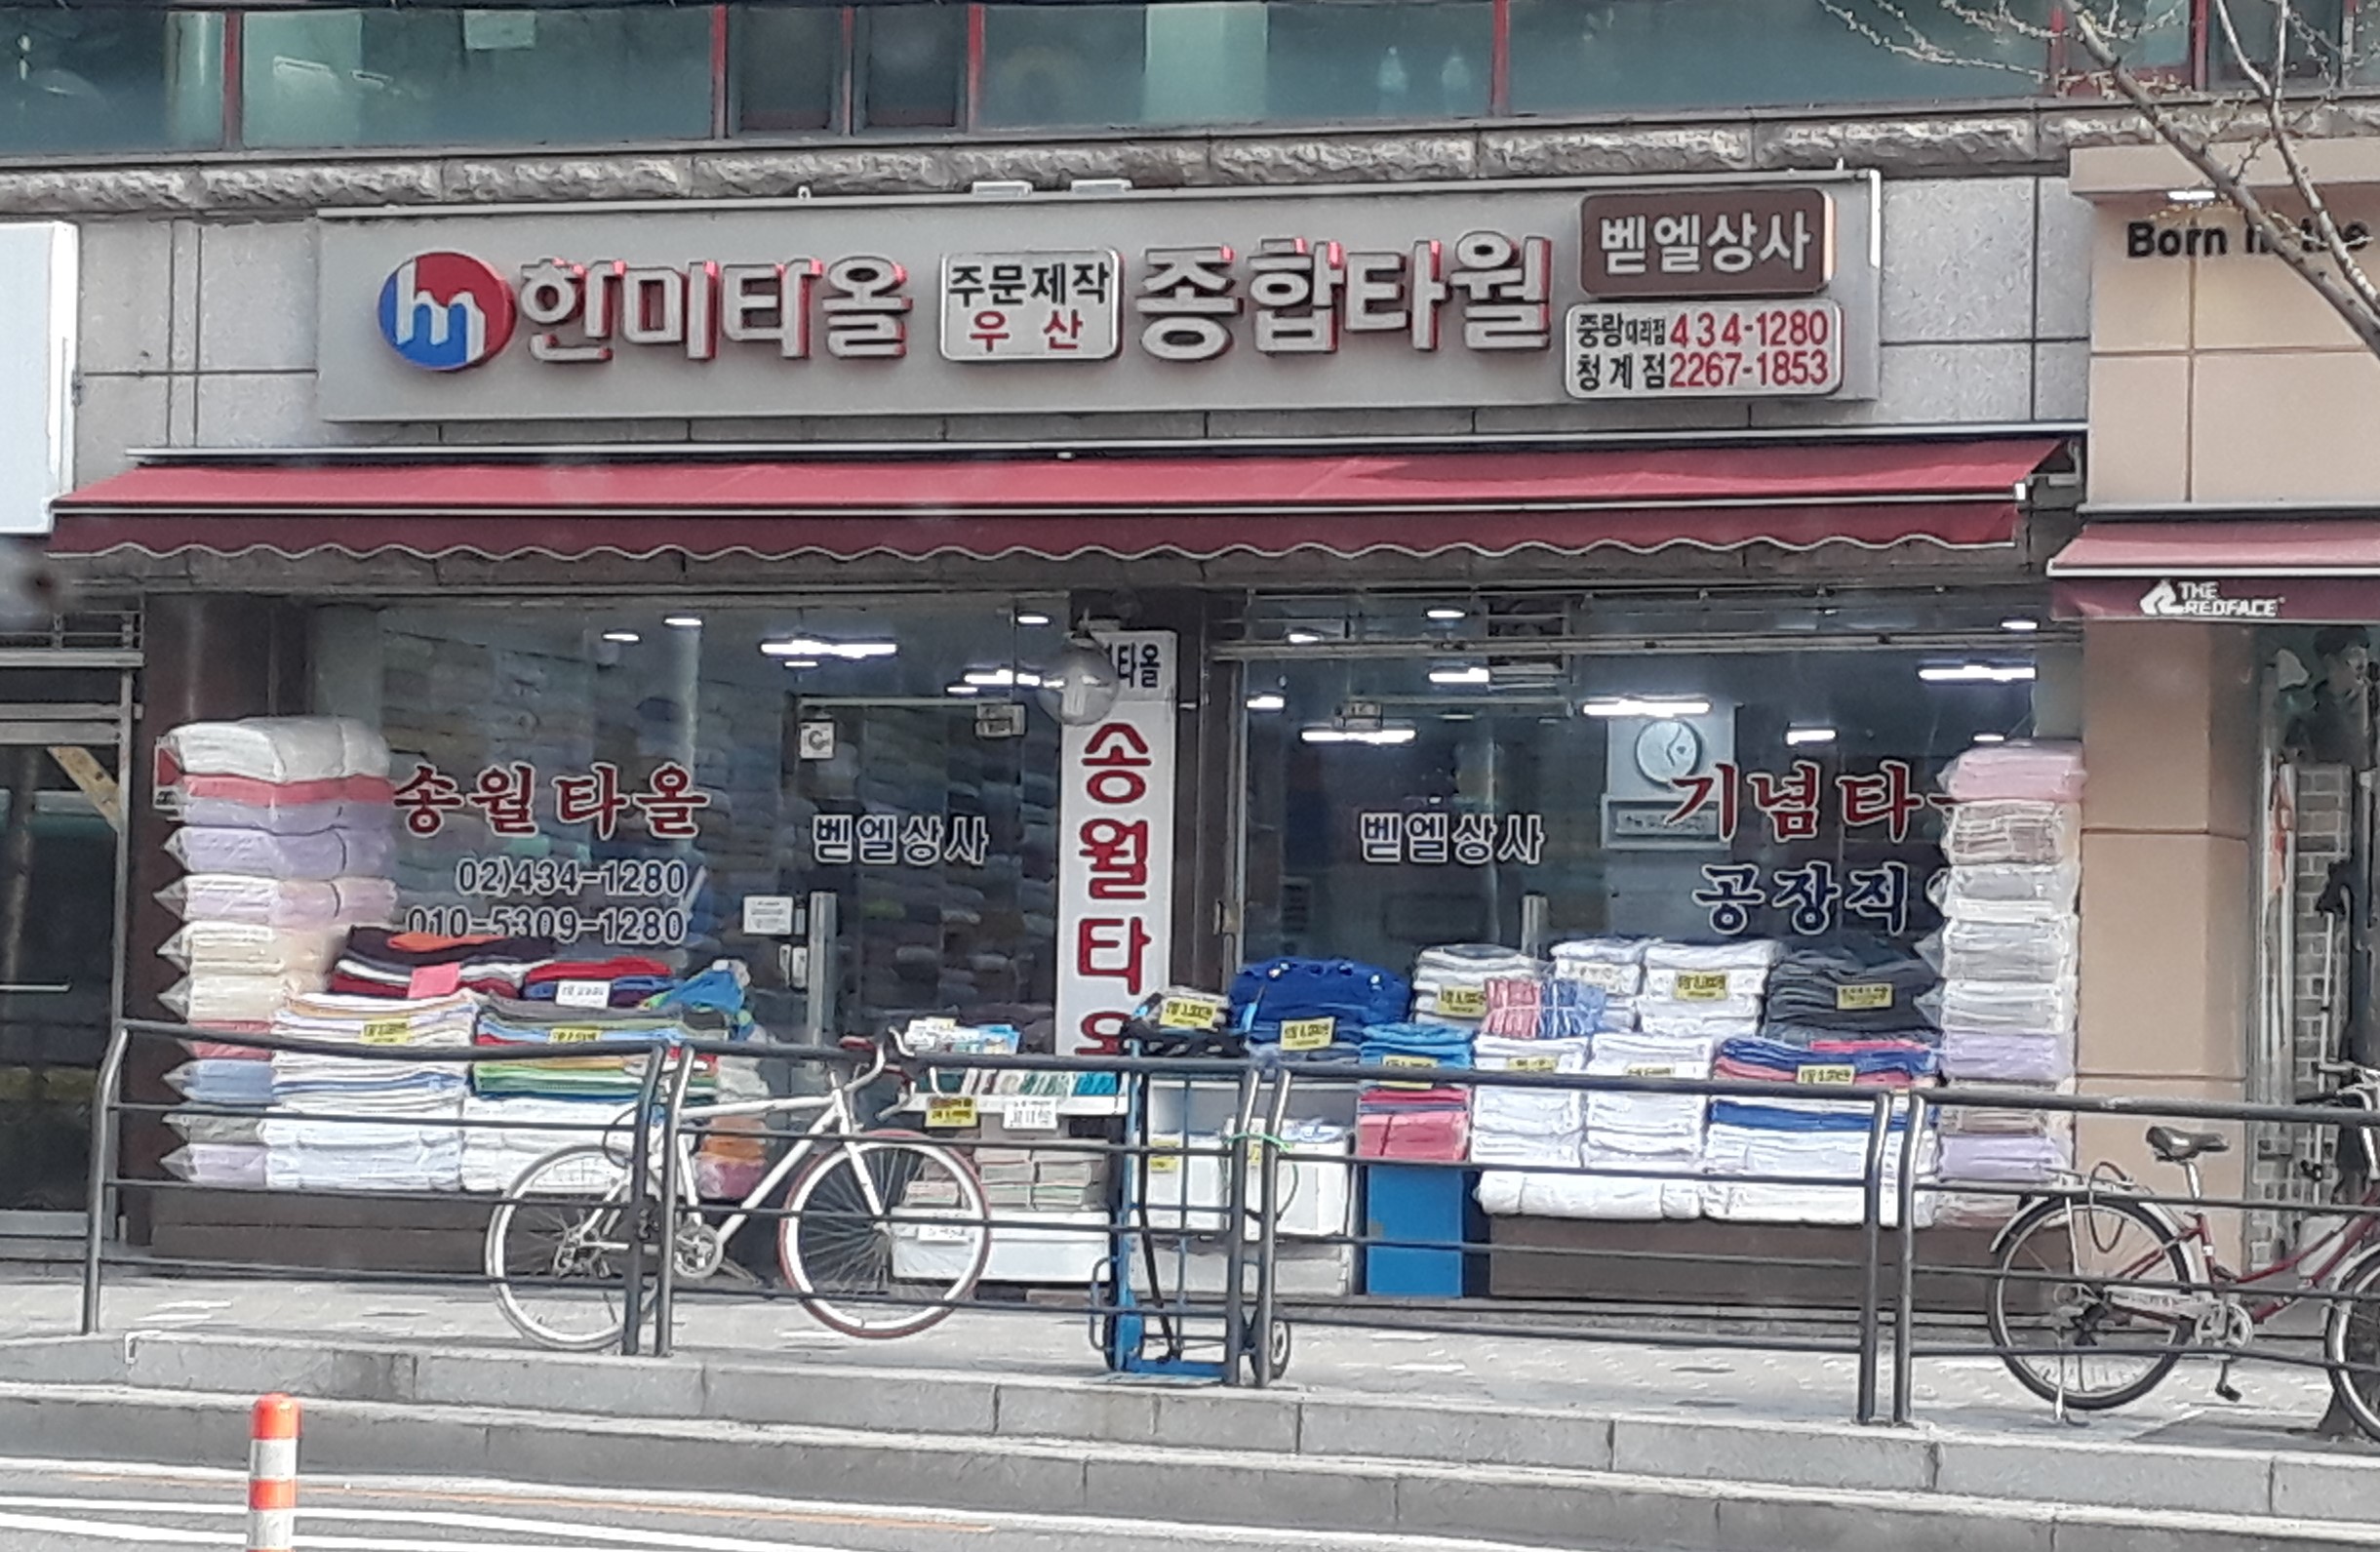 hm 한미타올
주문제작
우 산
종합타월
벧엘상사
중랑대리점 434-1280
청계점 2267-1853
Born in the
THE
REDFACE
타올
송월타올
02)434-1280
010-5309-1280
벧엘상사
송월타
벧엘상사
기념타
공장직